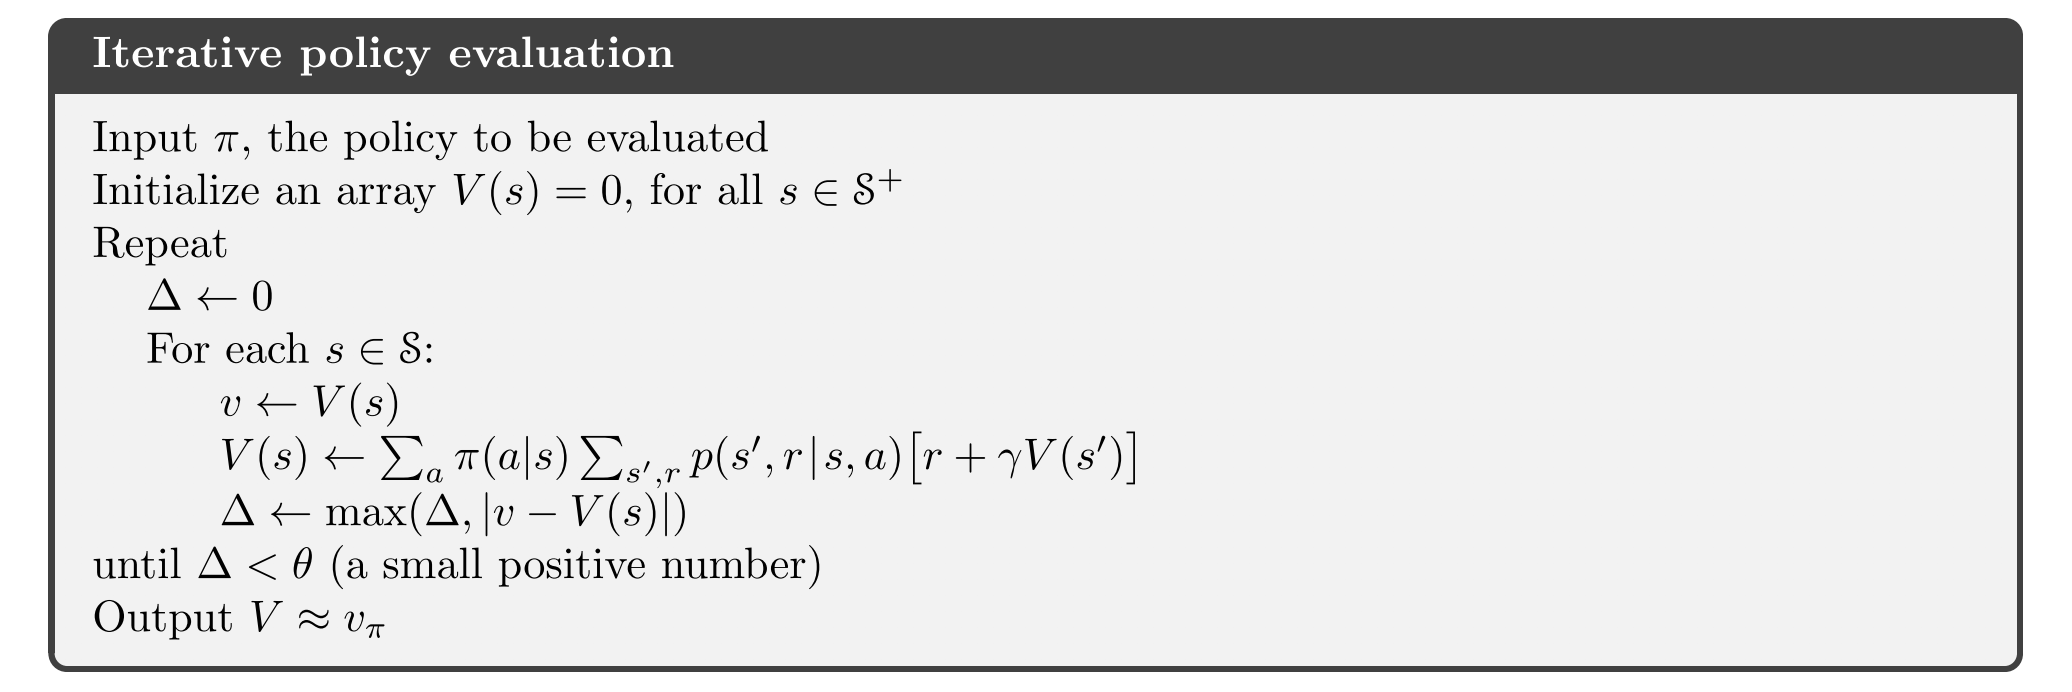 Iterative policy evaluation
Input π, the policy to be evaluated
Initialize an array V(s) = 0, for all s ∈ 𝒮⁺
Repeat
Δ ← 0
For each s ∈ 𝒮:
v ← V(s)
V(s) ← ∑ₐ π(a|s) ∑_{s′,r} p(s′, r|s, a)[r + γV(s′)]
Δ ← max(Δ, |v − V(s)|)
until Δ < θ (a small positive number)
Output V ≈ v_π